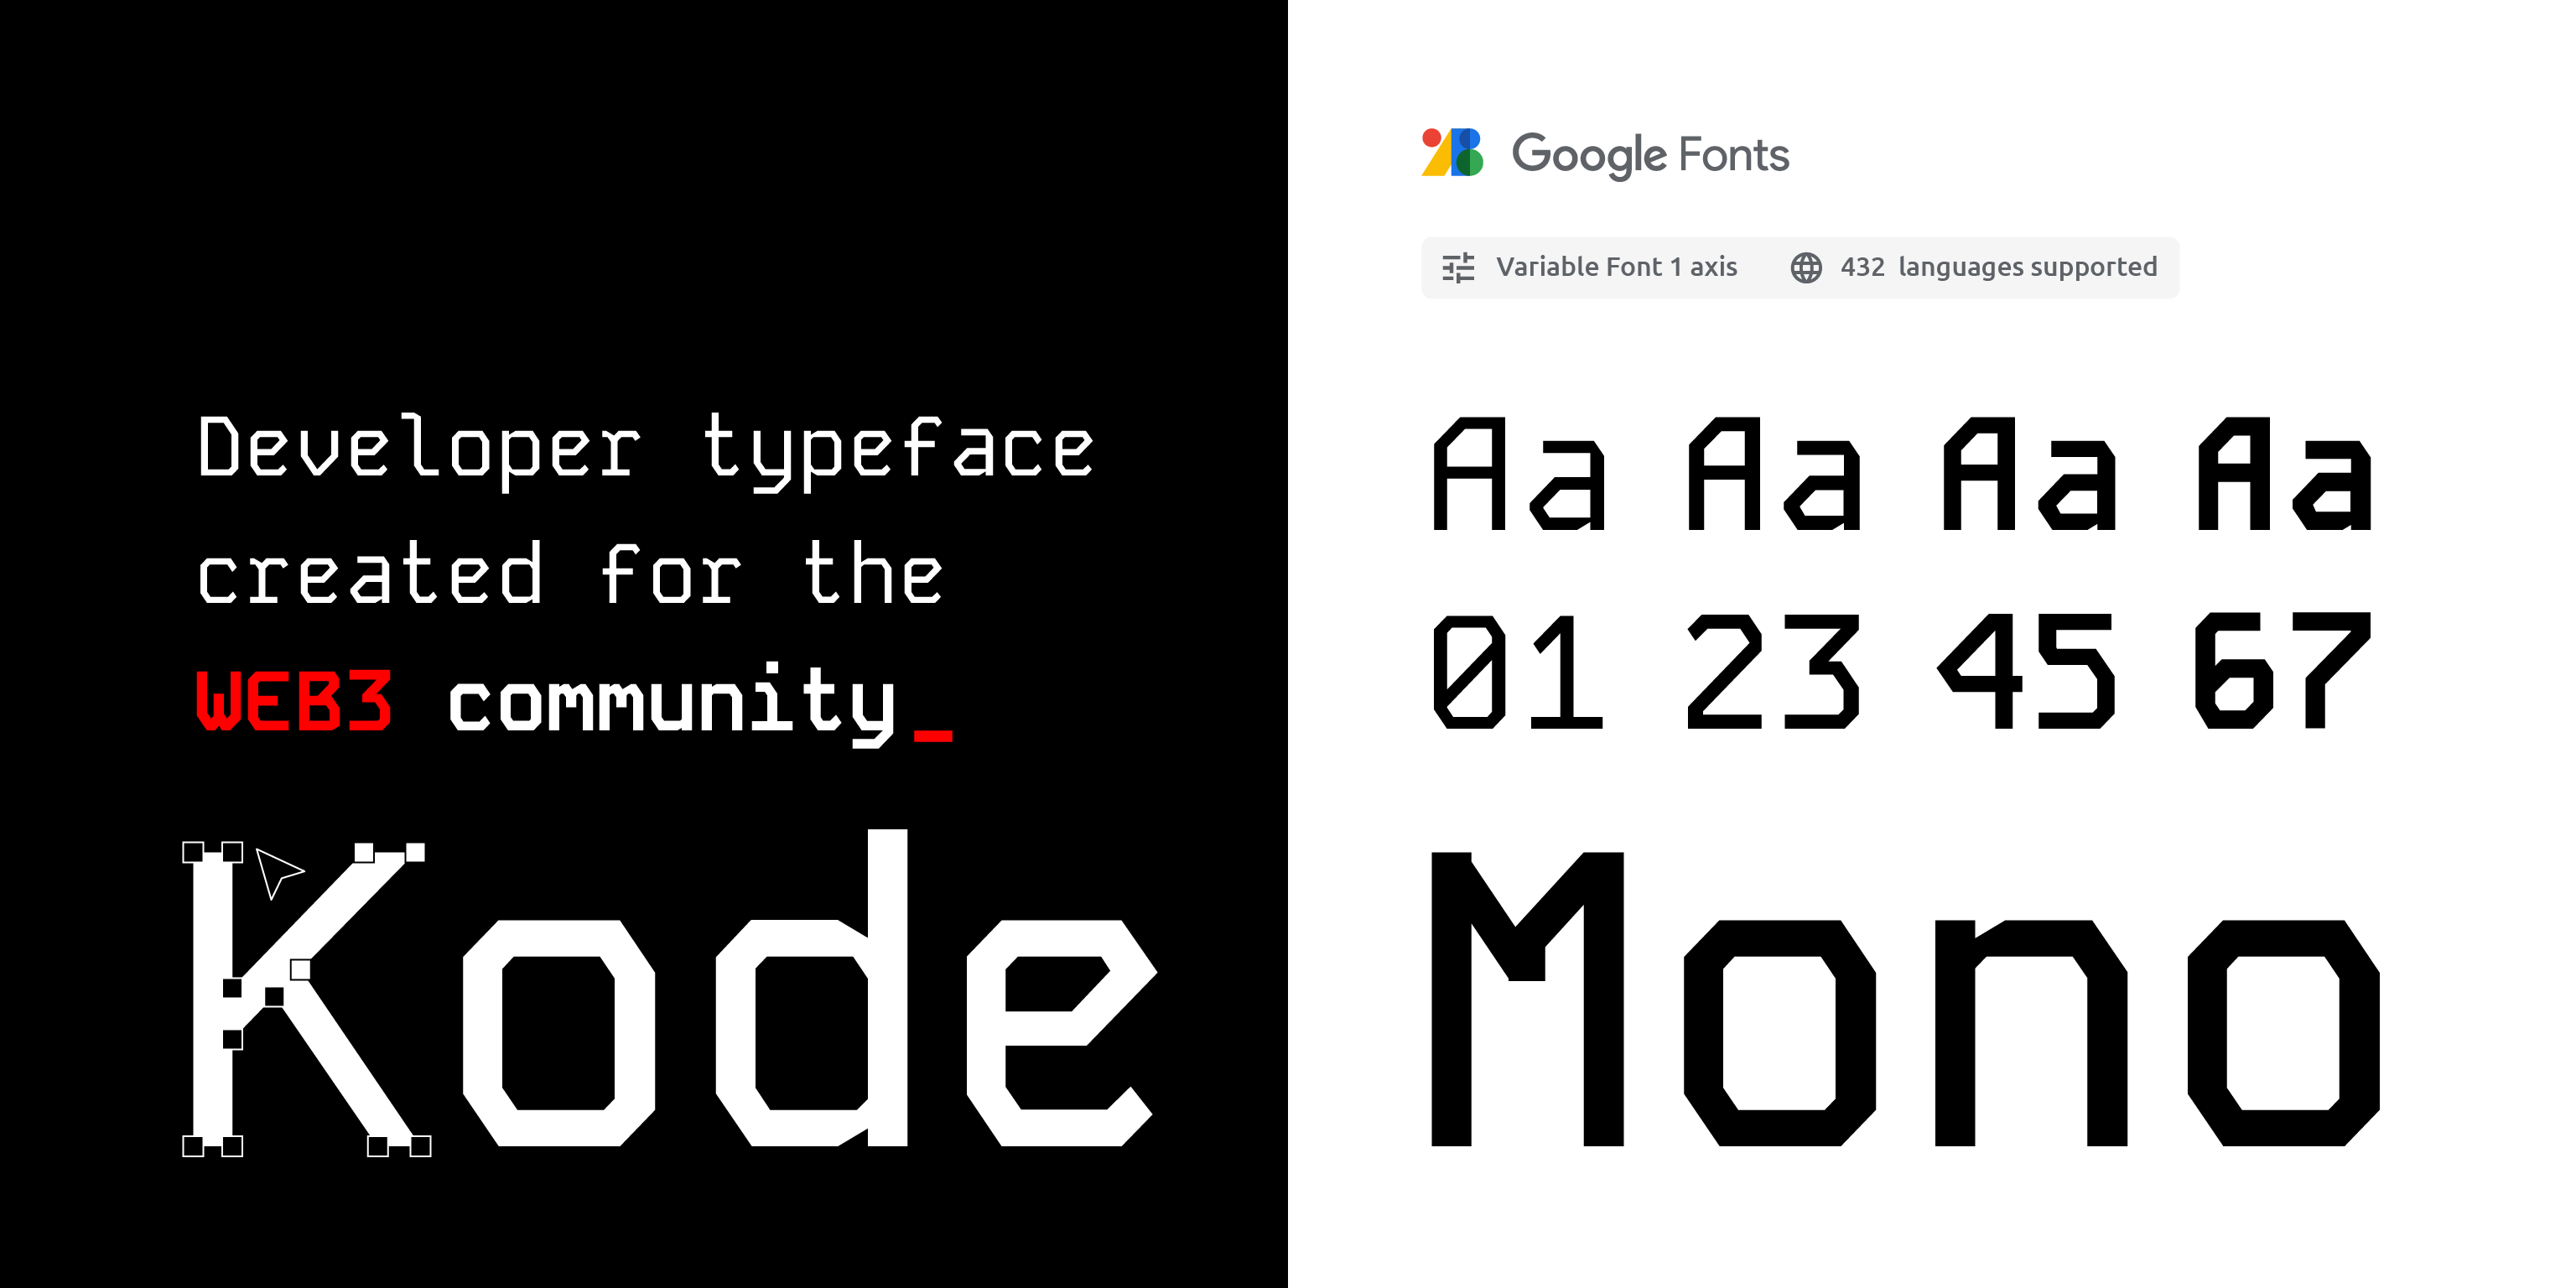 Developer typeface
created for the
WEB3 community_
Kode
Google Fonts
Variable Font 1 axis 432 languages supported
Aa Aa Aa Aa
01 23 45 67
Mono